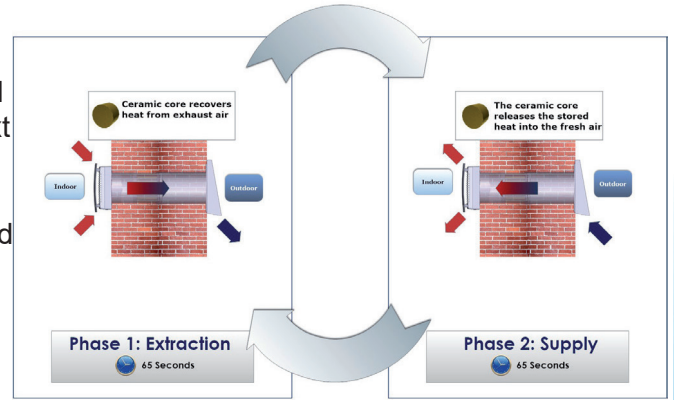 Ceramic core recovers
heat from exhaust air
Indoor
Outdoor
Phase 1: Extraction
65 Seconds
The ceramic core
releases the stored
heat into the fresh air
Indoor
Outdoor
Phase 2: Supply
65 Seconds